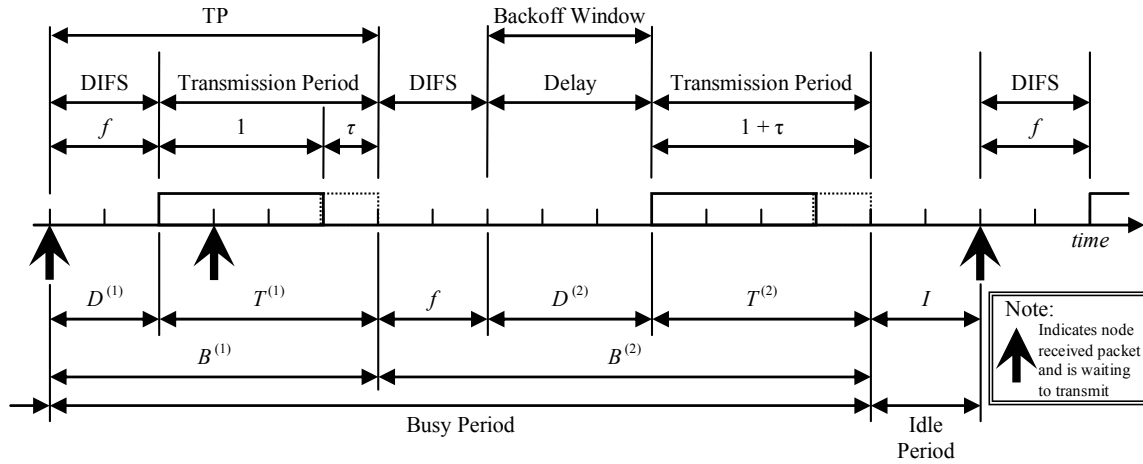 TP
Backoff Window
DIFS
Transmission Period
DIFS
Delay
Transmission Period
DIFS
f
1
τ
1 + τ
f
time
D(1)
T(1)
f
D(2)
T(2)
I
B(1)
B(2)
Busy Period
Idle
Period
Note:
Indicates node
received packet
and is waiting
to transmit